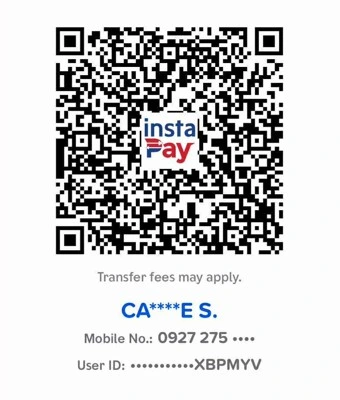 insta
Pay
Transfer fees may apply.
CA****E S.
Mobile No.: 0927 275 ••••
User ID: •••••••••••XBPMYV